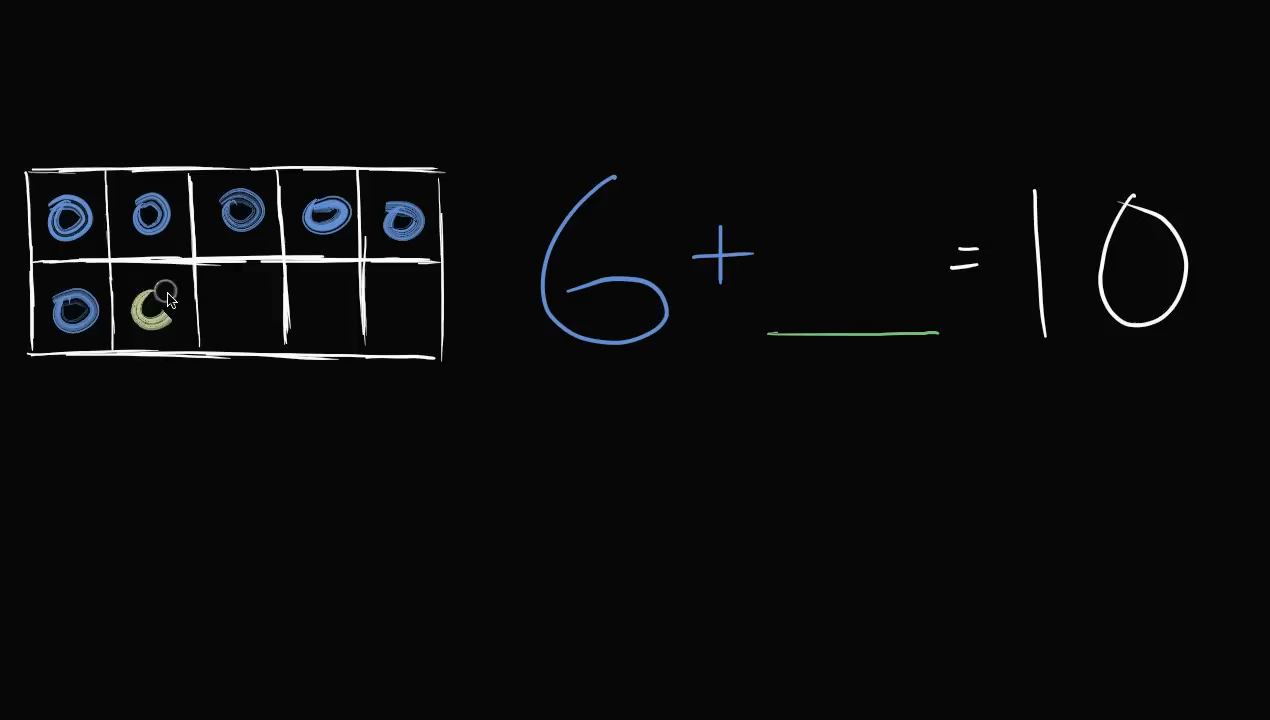 6 + ___ = 10